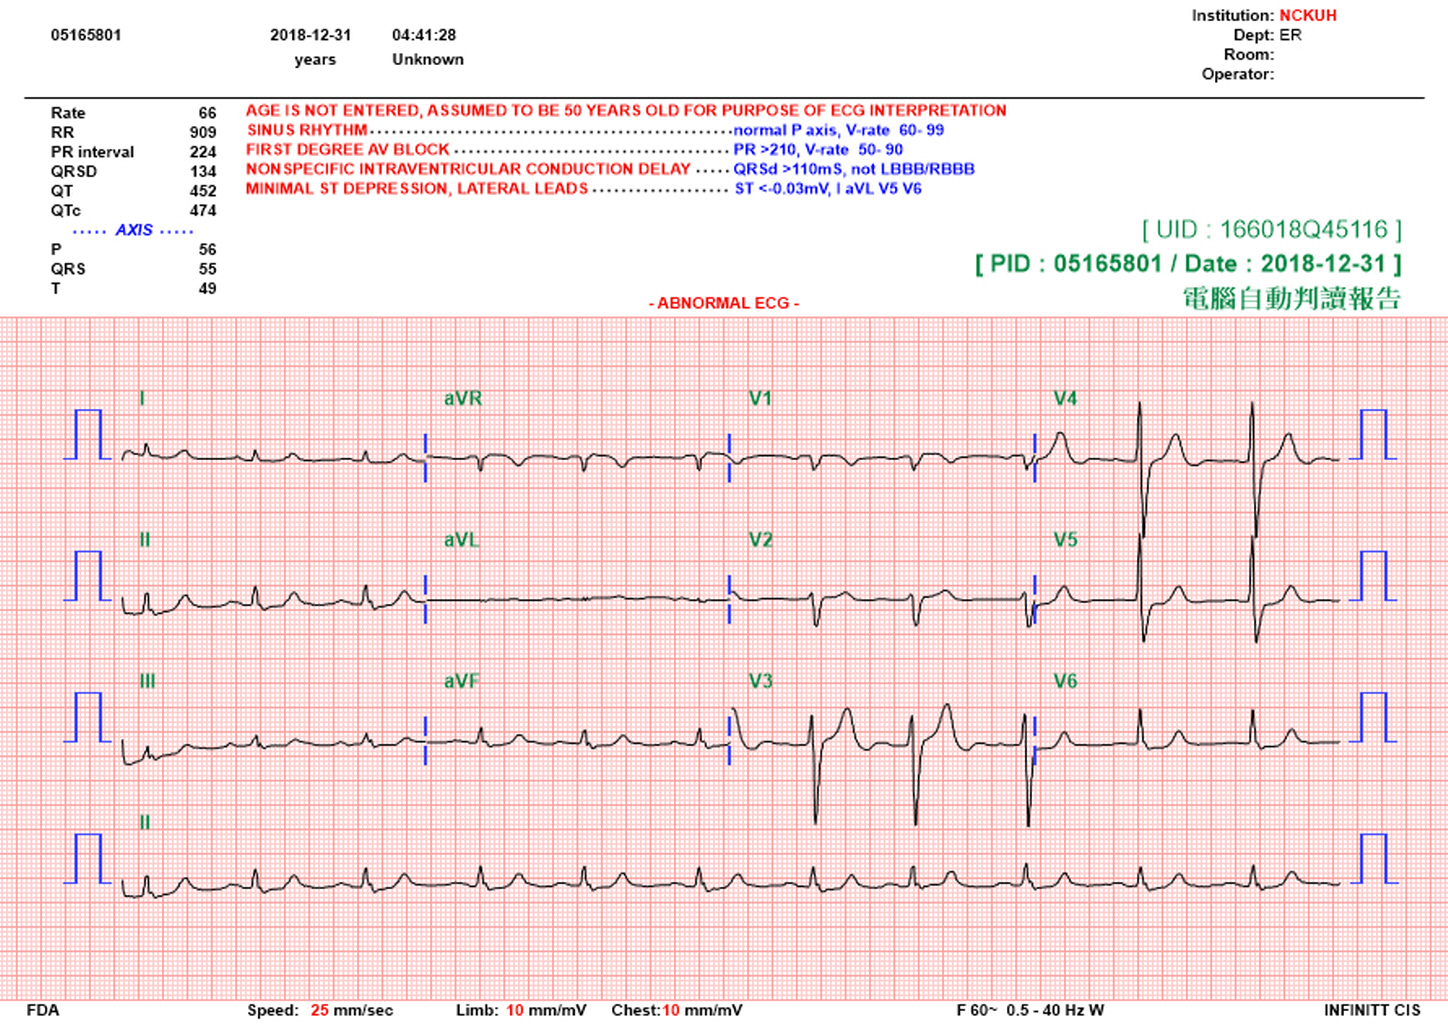 Institution: NCKUH
05165801 2018-12-31 04:41:28
Dept: ER
years Unknown
Room:
Operator:
Rate 66
RR 909
PR interval 224
QRSD 134
QT 452
QTc 474
····· AXIS ·····
P 56
QRS 55
T 49
AGE IS NOT ENTERED, ASSUMED TO BE 50 YEARS OLD FOR PURPOSE OF ECG INTERPRETATION
SINUS RHYTHM ················ normal P axis, V-rate 60- 99
FIRST DEGREE AV BLOCK ················ PR >210, V-rate 50- 90
NONSPECIFIC INTRAVENTRICULAR CONDUCTION DELAY ····· QRSd >110mS, not LBBB/RBBB
MINIMAL ST DEPRESSION, LATERAL LEADS ················ ST <-0.03mV, I aVL V5 V6
[ UID : 166018Q45116 ]
[ PID : 05165801 / Date : 2018-12-31 ]
電腦自動判讀報告
- ABNORMAL ECG -
I aVR V1 V4
II aVL V2 V5
III aVF V3 V6
II
FDA Speed: 25 mm/sec Limb: 10 mm/mV Chest:10 mm/mV F 60~ 0.5 - 40 Hz W INFINITT CIS